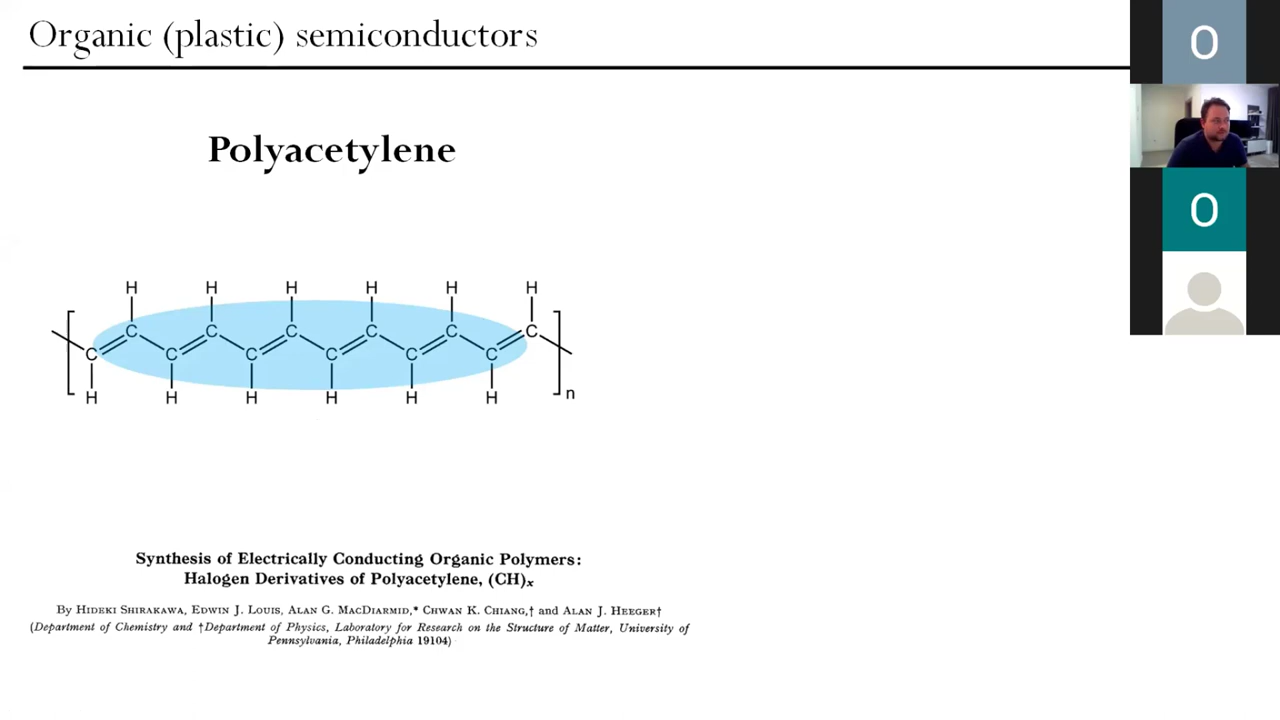 Organic (plastic) semiconductors
Polyacetylene
H H H H H H
C C C C C C
C C C C C C
H H H H H H
n
Synthesis of Electrically Conducting Organic Polymers:
Halogen Derivatives of Polyacetylene, (CH)x
By HIDEKI SHIRAKAWA, EDWIN J. LOUIS, ALAN G. MACDIARMID,* CHWAN K. CHIANG,† and ALAN J. HEEGER†
(Department of Chemistry and †Department of Physics, Laboratory for Research on the Structure of Matter, University of
Pennsylvania, Philadelphia 19104)
O
O